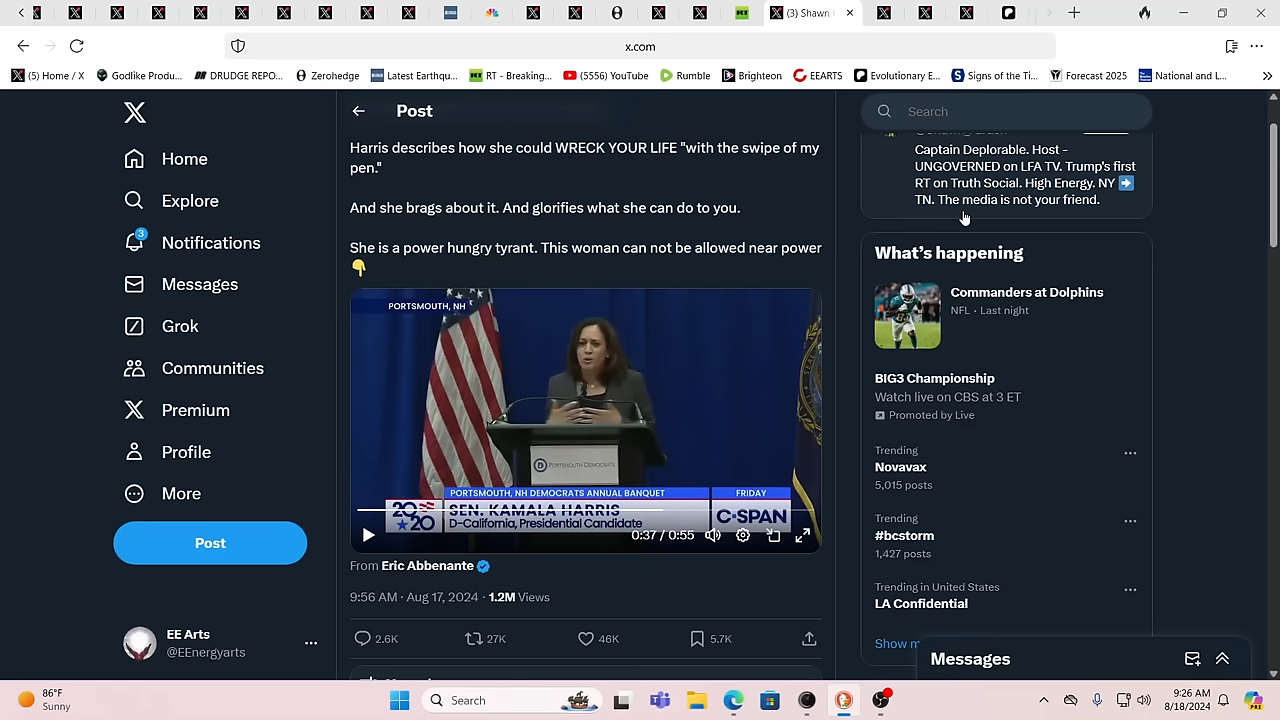 (3) Shawn
x.com
(5) Home / X
Godlike Produ...
DRUDGE REPO...
Zerohedge
Latest Earthqu...
RT - Breaking...
(5556) YouTube
Rumble
Brighteon
EEARTS
Evolutionary E...
Signs of the Ti...
Forecast 2025
National and L...
Home
Explore
3
Notifications
Messages
Grok
Communities
Premium
Profile
More
Post
EE Arts
@EEnergyarts
Post
Harris describes how she could WRECK YOUR LIFE "with the swipe of my
pen."
And she brags about it. And glorifies what she can do to you.
She is a power hungry tyrant. This woman can not be allowed near power
👇
PORTSMOUTH, NH
PORTSMOUTH DEMOCRATS
PORTSMOUTH, NH DEMOCRATS ANNUAL BANQUET
FRIDAY
2020
SEN. KAMALA HARRIS
D-California, Presidential Candidate
C-SPAN
0:37 / 0:55
From Eric Abbenante
9:56 AM · Aug 17, 2024 · 1.2M Views
2.6K
27K
46K
5.7K
Search
Captain Deplorable. Host -
UNGOVERNED on LFA TV. Trump's first
RT on Truth Social. High Energy. NY ➡️
TN. The media is not your friend.
What's happening
Commanders at Dolphins
NFL · Last night
BIG3 Championship
Watch live on CBS at 3 ET
Promoted by Live
Trending
Novavax
5,015 posts
Trending
#bcstorm
1,427 posts
Trending in United States
LA Confidential
Show m
Messages
86°F
Sunny
Search
9:26 AM
8/18/2024